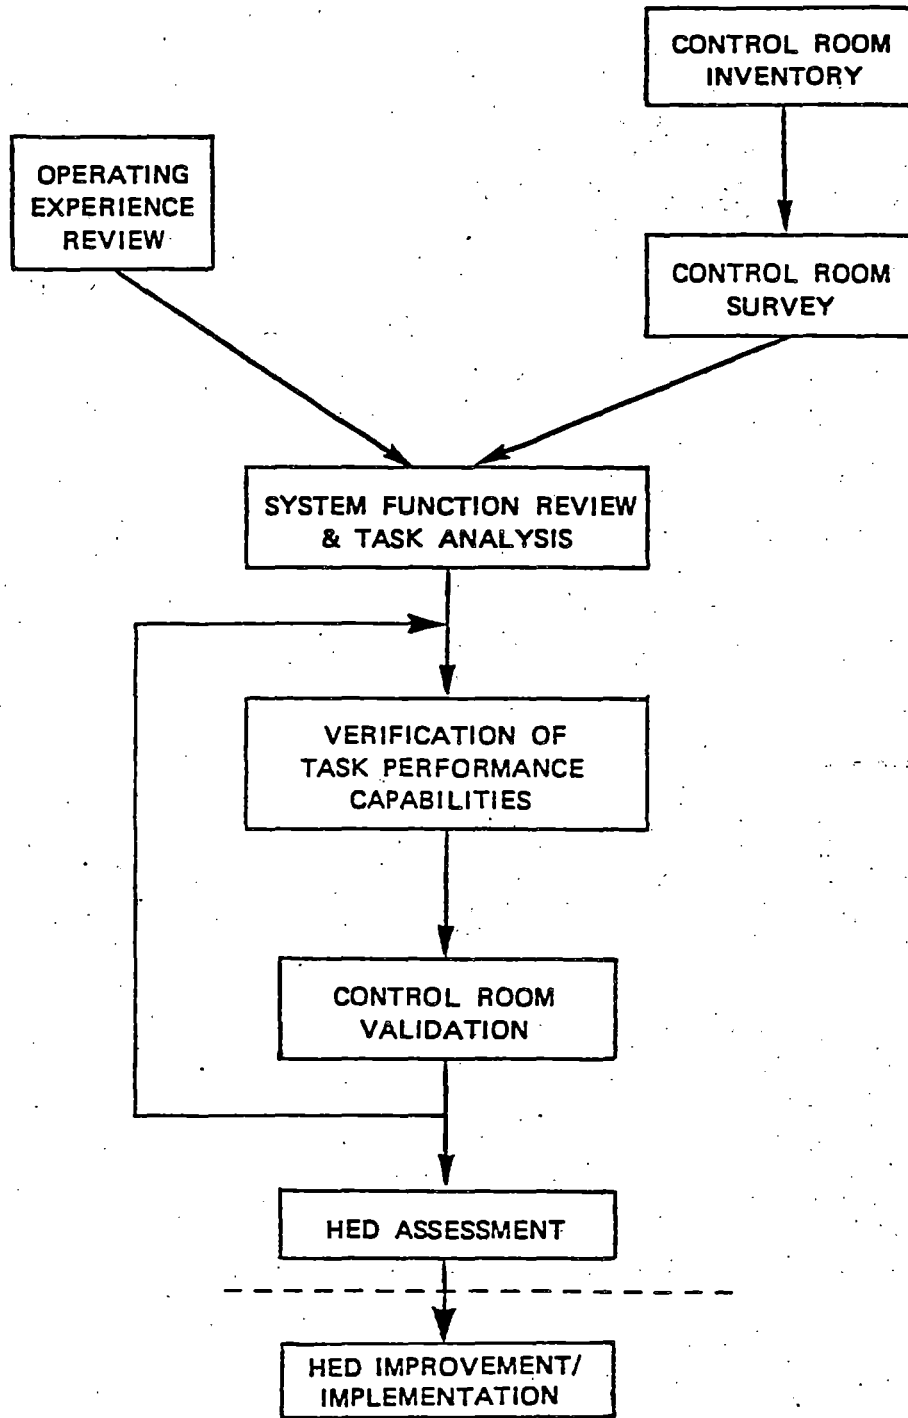 CONTROL ROOM
INVENTORY
OPERATING
EXPERIENCE
REVIEW
CONTROL ROOM
SURVEY
SYSTEM FUNCTION REVIEW
& TASK ANALYSIS
VERIFICATION OF
TASK PERFORMANCE
CAPABILITIES
CONTROL ROOM
VALIDATION
HED ASSESSMENT
HED IMPROVEMENT/
IMPLEMENTATION